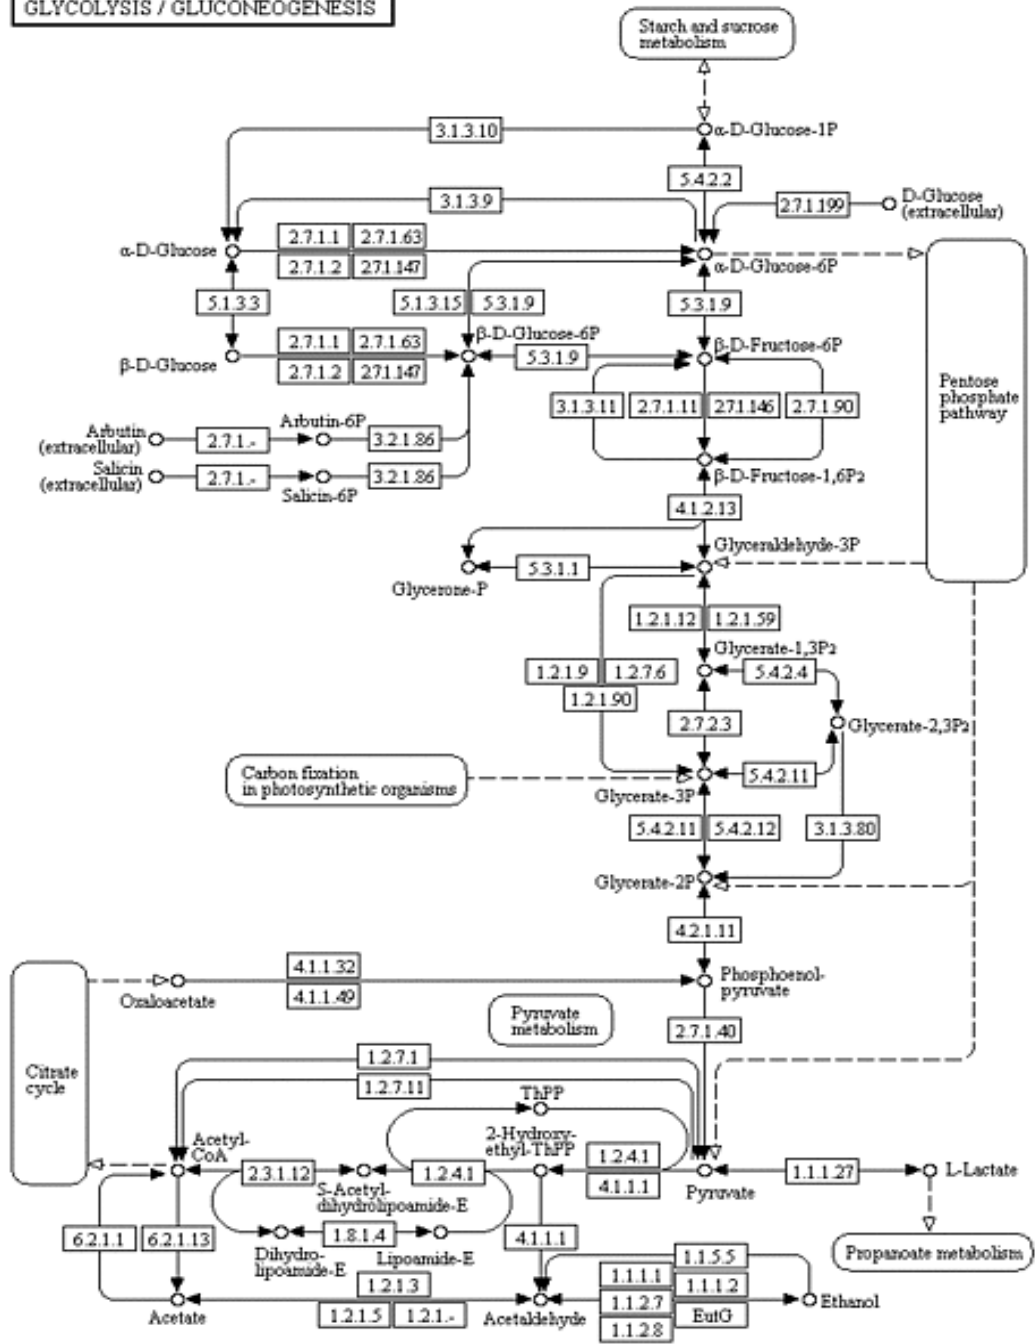 GLYCOLYSIS / GLUCONEOGENESIS
Starch and sucrose
metabolism
3.1.3.10
α-D-Glucose-1P
5.4.2.2
3.1.3.9
2.7.1.199
D-Glucose
(extracellular)
α-D-Glucose
2.7.1.1
2.7.1.63
2.7.1.2
2.7.1.147
α-D-Glucose-6P
5.1.3.3
5.1.3.15
5.3.1.9
5.3.1.9
β-D-Glucose
2.7.1.1
2.7.1.63
2.7.1.2
2.7.1.147
β-D-Glucose-6P
5.3.1.9
β-D-Fructose-6P
Pentose
phosphate
pathway
3.1.3.11
2.7.1.11
2.7.1.146
2.7.1.90
Arbutin
(extracellular)
2.7.1.-
Arbutin-6P
3.2.1.86
Salicin
(extracellular)
2.7.1.-
Salicin-6P
3.2.1.86
β-D-Fructose-1,6P2
4.1.2.13
Glyceraldehyde-3P
Glycerone-P
5.3.1.1
1.2.1.12
1.2.1.59
Glycerate-1,3P2
1.2.1.9
1.2.7.6
1.2.1.90
5.4.2.4
2.7.2.3
Glycerate-2,3P2
Carbon fixation
in photosynthetic organisms
Glycerate-3P
5.4.2.11
5.4.2.11
5.4.2.12
3.1.3.80
Glycerate-2P
4.2.1.11
4.1.1.32
4.1.1.49
Oxaloacetate
Phosphoenol-
pyruvate
Pyruvate
metabolism
2.7.1.40
Citrate
cycle
1.2.7.1
1.2.7.11
ThPP
Acetyl-
CoA
2-Hydroxy-
ethyl-ThPP
2.3.1.12
S-Acetyl-
dihydrolipoamide-E
1.2.4.1
1.2.4.1
4.1.1.1
Pyruvate
1.1.1.27
L-Lactate
6.2.1.1
6.2.1.13
Dihydro-
lipoamide-E
1.8.1.4
Lipoamide-E
4.1.1.1
Propanoate metabolism
Acetate
1.2.1.3
1.2.1.5
1.2.1.-
Acetaldehyde
1.1.5.5
1.1.1.1
1.1.1.2
1.1.2.7
EutG
1.1.2.8
Ethanol